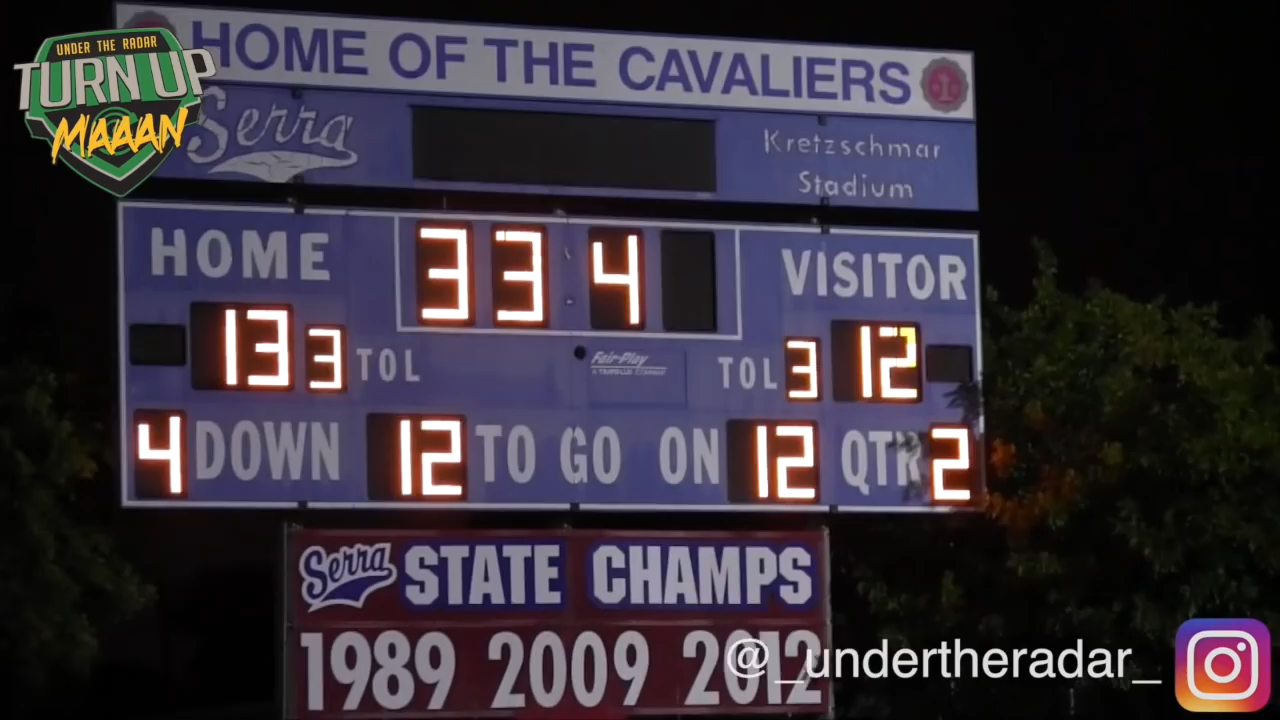 UNDER THE RADAR
TURN UP
MAAAN
HOME OF THE CAVALIERS
Serra
Kretzschmar
Stadium
HOME 33 : 4 VISITOR
13 3 TOL
Fair-Play
TOL 3 12
4 DOWN 12 TO GO ON 12 QTR 2
Serra STATE CHAMPS
1989 2009 2012
@_undertheradar_